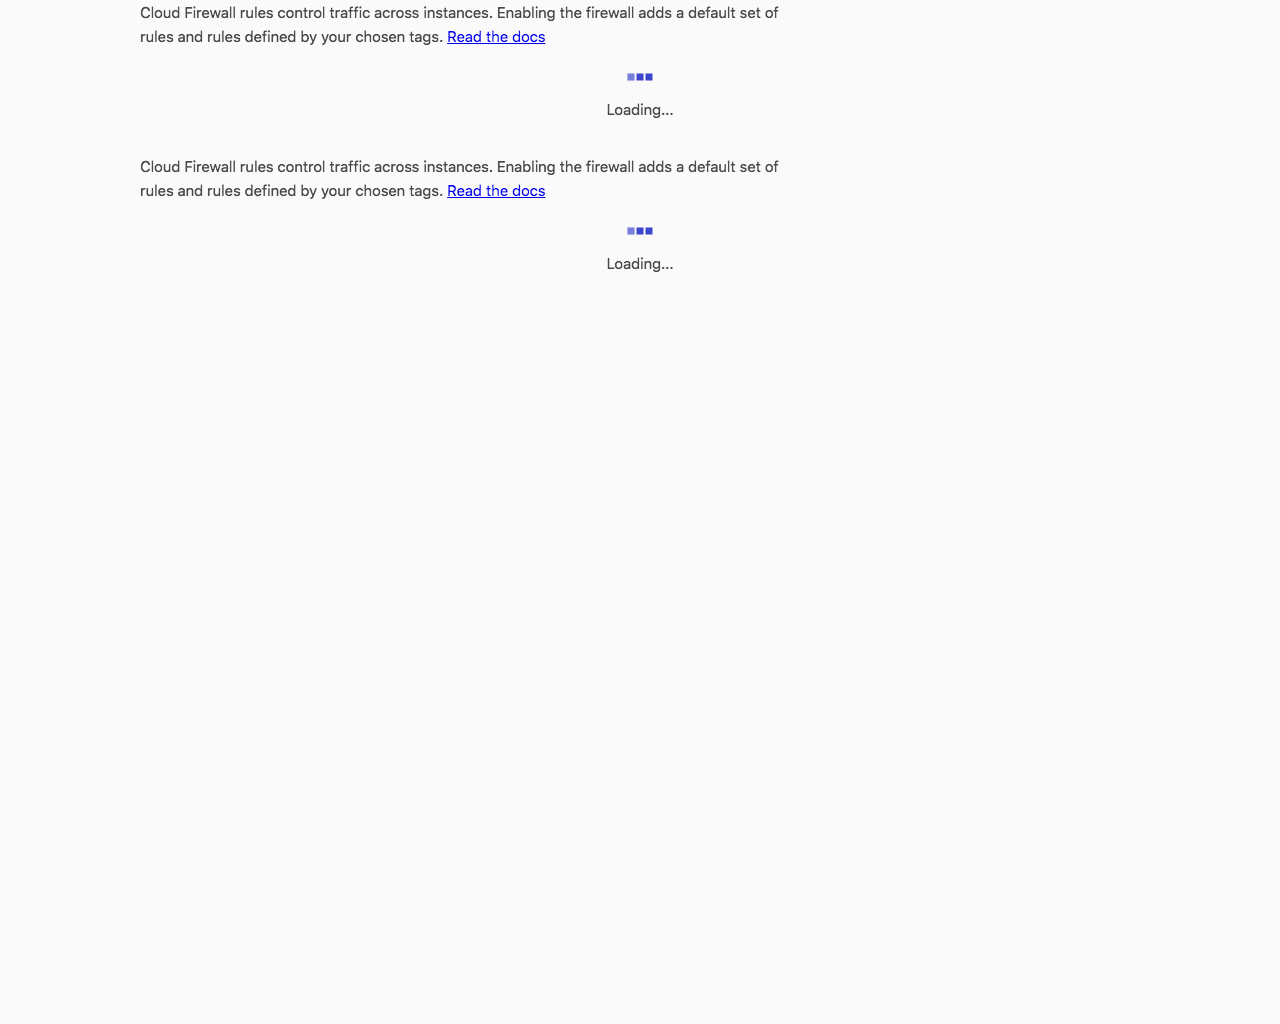 Cloud Firewall rules control traffic across instances. Enabling the firewall adds a default set of
rules and rules defined by your chosen tags. Read the docs
Loading...
Cloud Firewall rules control traffic across instances. Enabling the firewall adds a default set of
rules and rules defined by your chosen tags. Read the docs
Loading...